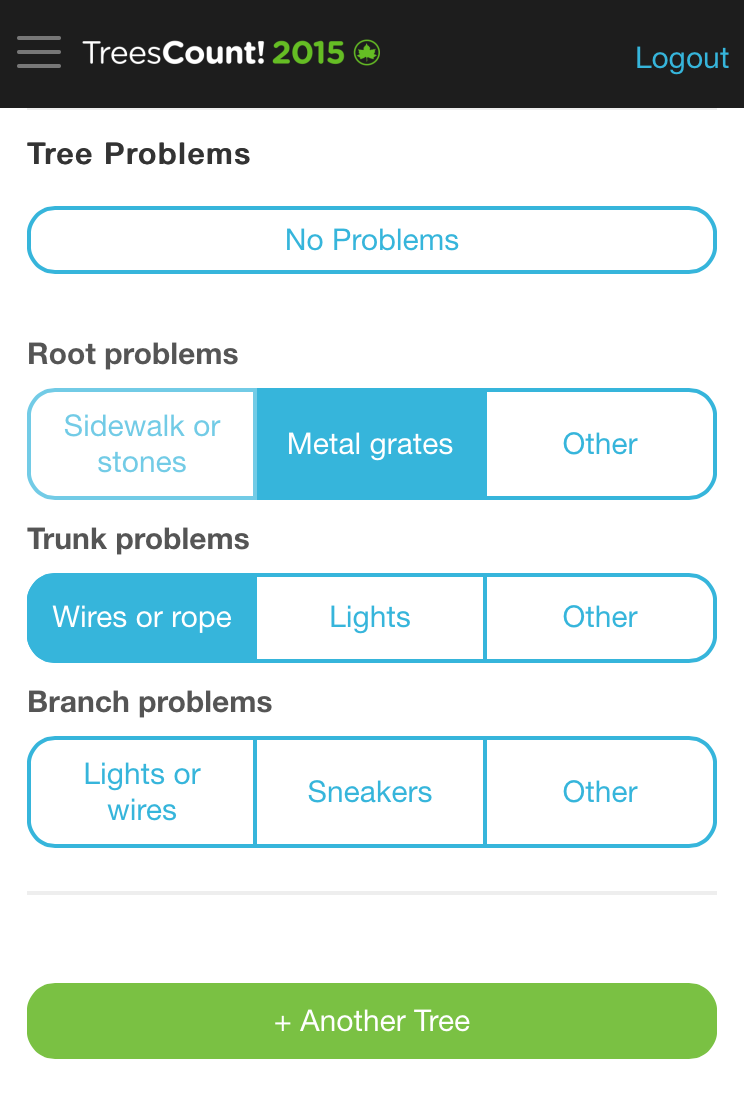 TreesCount! 2015
Logout
Tree Problems
No Problems
Root problems
Sidewalk or
stones
Metal grates
Other
Trunk problems
Wires or rope
Lights
Other
Branch problems
Lights or
wires
Sneakers
Other
+ Another Tree